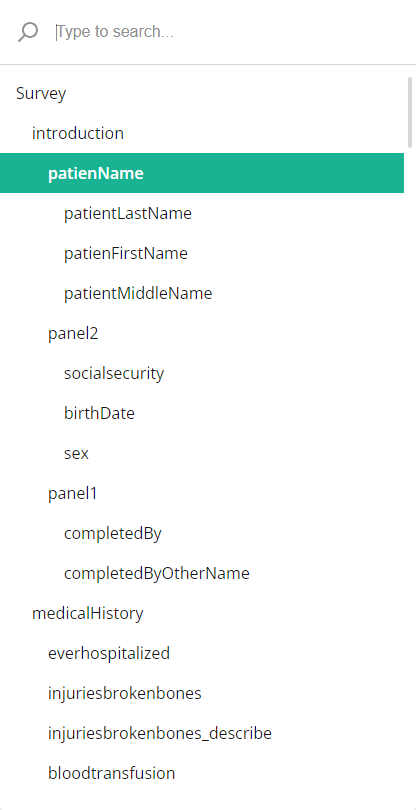 Type to search...
Survey
introduction
patienName
patientLastName
patienFirstName
patientMiddleName
panel2
socialsecurity
birthDate
sex
panel1
completedBy
completedByOtherName
medicalHistory
everhospitalized
injuriesbrokenbones
injuriesbrokenbones_describe
bloodtransfusion